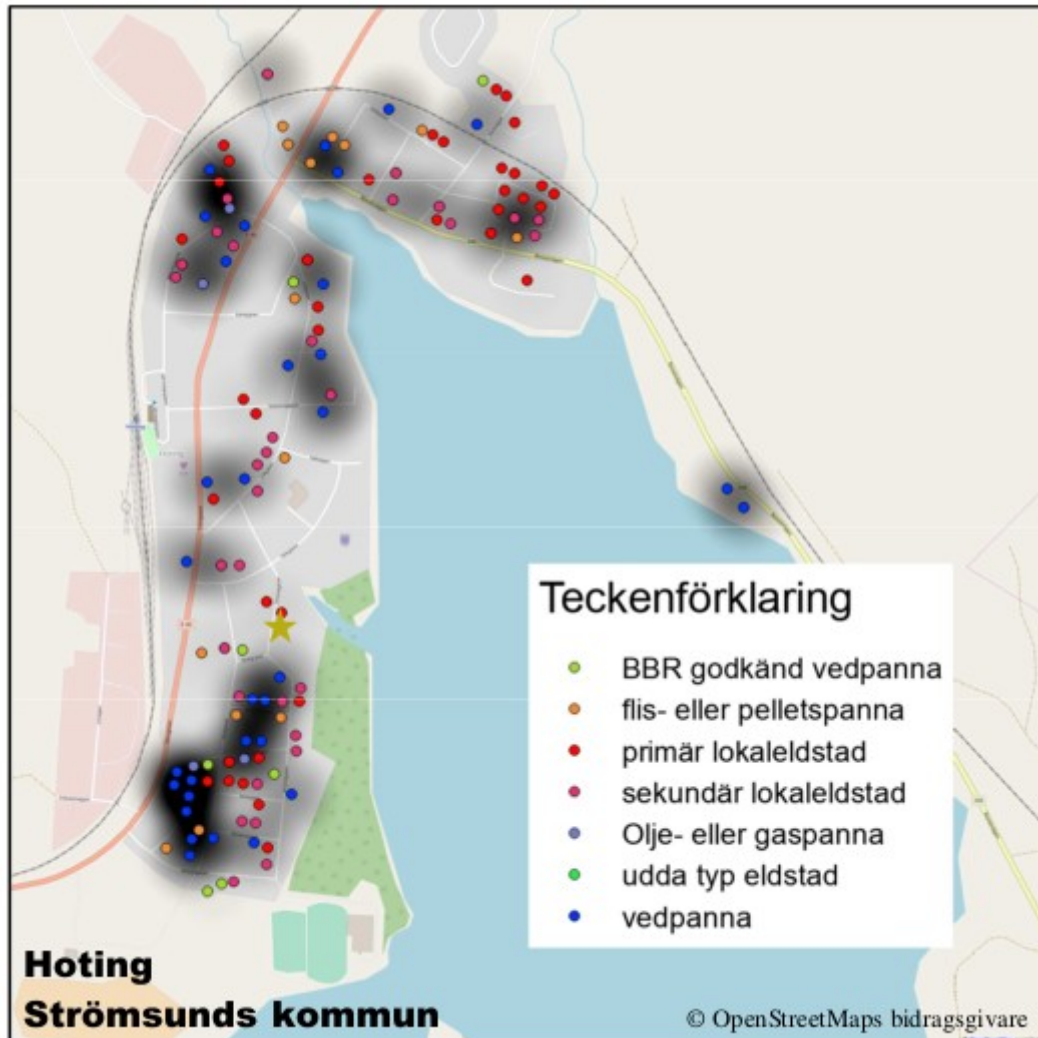 Teckenförklaring
BBR godkänd vedpanna
flis- eller pelletspanna
primär lokaleldstad
sekundär lokaleldstad
Olje- eller gaspanna
udda typ eldstad
vedpanna
Hoting
Strömsunds kommun
© OpenStreetMaps bidragsgivare